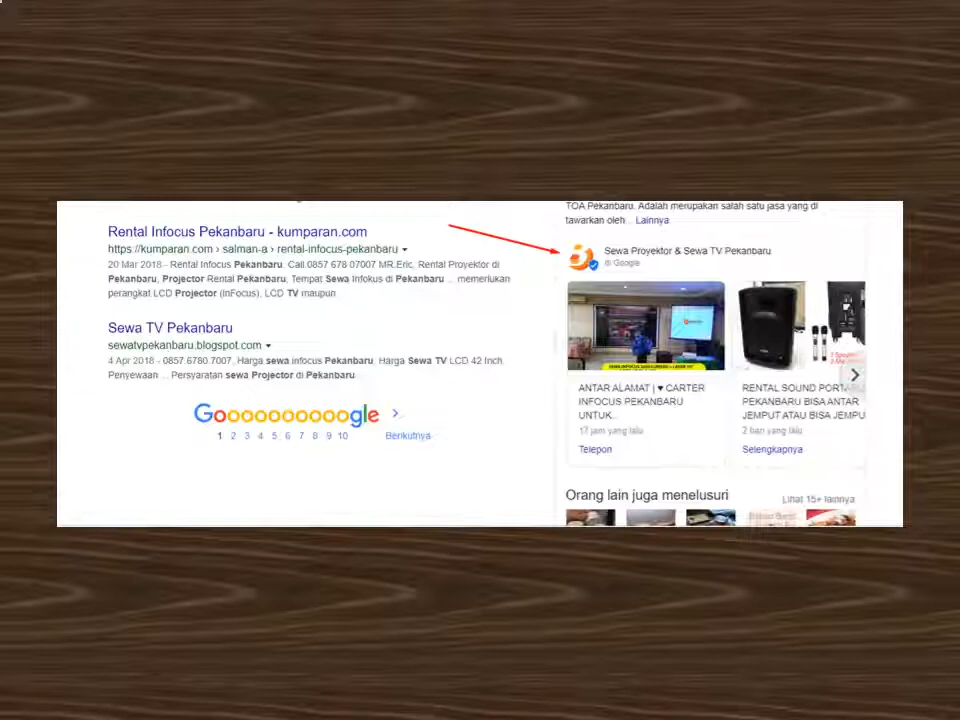 Rental Infocus Pekanbaru - kumparan.com
https://kumparan.com › salman-a › rental-infocus-pekanbaru
20 Mar 2018 - Rental Infocus Pekanbaru. Call.0857 678 07007 MR.Eric, Rental Proyektor di
Pekanbaru, Projector Rental Pekanbaru, Tempat Sewa Infokus di Pekanbaru ... memerlukan
perangkat LCD Projector (InFocus), LCD TV maupun
Sewa TV Pekanbaru
sewatvpekanbaru.blogspot.com
4 Apr 2018 - 0857.6780.7007, Harga sewa infocus Pekanbaru. Harga Sewa TV LCD 42 Inch.
Penyewaan ... Persyaratan sewa Projector di Pekanbaru
Goooooooooogle >
1 2 3 4 5 6 7 8 9 10 Berikutnya
TOA Pekanbaru. Adalah merupakan salah satu jasa yang di
tawarkan oleh... Lainnya
Sewa Proyektor & Sewa TV Pekanbaru
di Google
ANTAR ALAMAT | ♥ CARTER
INFOCUS PEKANBARU
UNTUK...
17 jam yang lalu
Telepon
RENTAL SOUND PORTA
PEKANBARU BISA ANTAR
JEMPUT ATAU BISA JEMPU
2 hari yang lalu
Selengkapnya
Orang lain juga menelusuri
Lihat 15+ lainnya